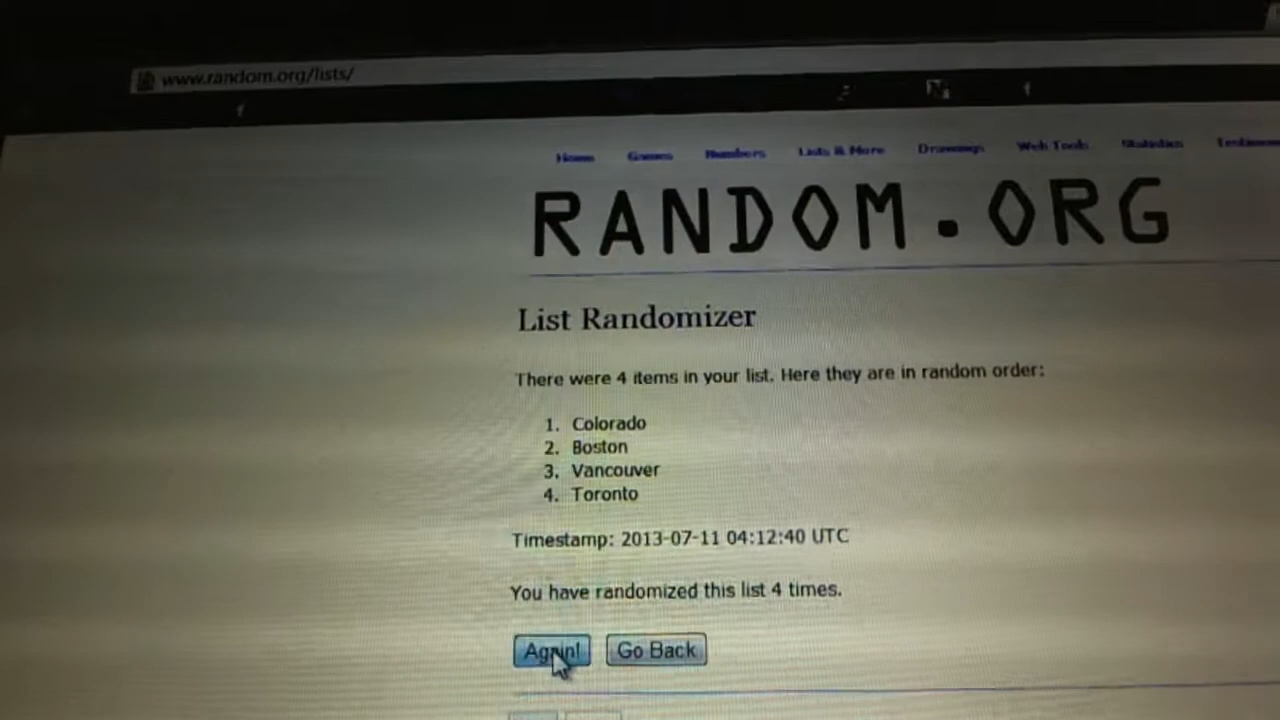 www.random.org/lists/
Home Games Numbers Lists & More Drawings Web Tools Statistics
RANDOM.ORG
List Randomizer
There were 4 items in your list. Here they are in random order:
1. Colorado
2. Boston
3. Vancouver
4. Toronto
Timestamp: 2013-07-11 04:12:40 UTC
You have randomized this list 4 times.
Again! Go Back